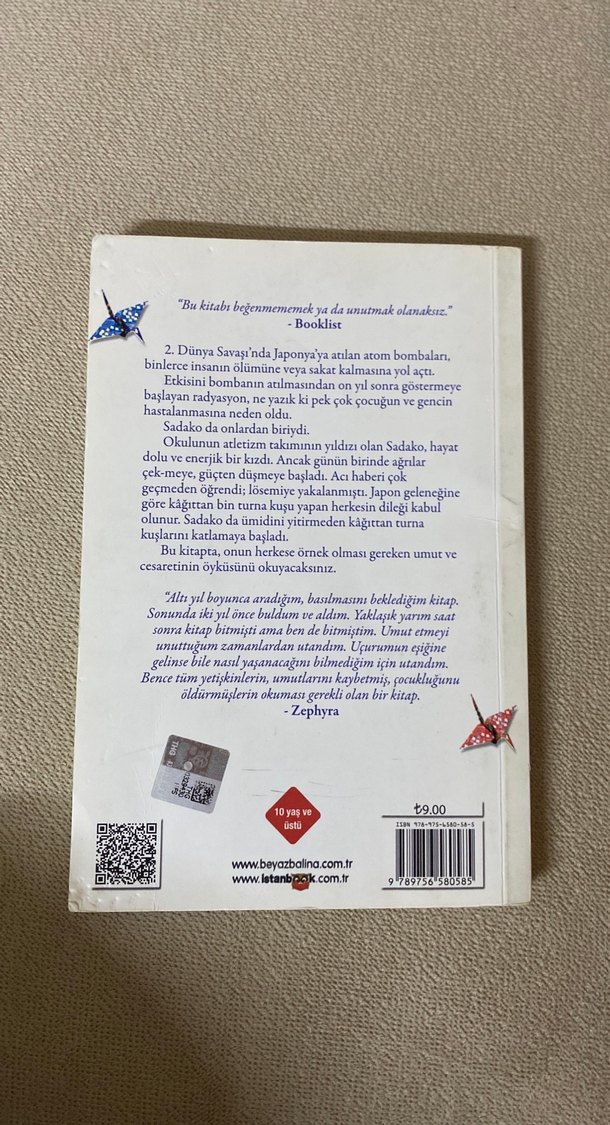 “Bu kitabı beğenmememek ya da unutmak olanaksız.”
- Booklist
2. Dünya Savaşı’nda Japonya’ya atılan atom bombaları,
binlerce insanın ölümüne veya sakat kalmasına yol açtı.
Etkisini bombanın atılmasından on yıl sonra göstermeye
başlayan radyasyon, ne yazık ki pek çok çocuğun ve gencin
hastalanmasına neden oldu.
Sadako da onlardan biriydi.
Okulunun atletizm takımının yıldızı olan Sadako, hayat
dolu ve enerjik bir kızdı. Ancak günün birinde ağrılar
çek-meye, güçten düşmeye başladı. Acı haberi çok
geçmeden öğrendi; lösemiye yakalanmıştı. Japon geleneğine
göre kâğıttan bin turna kuşu yapan herkesin dileği kabul
olunur. Sadako da ümidini yitirmeden kâğıttan turna
kuşlarını katlamaya başladı.
Bu kitapta, onun herkese örnek olması gereken umut ve
cesaretinin öyküsünü okuyacaksınız.
“Altı yıl boyunca aradığım, basılmasını beklediğim kitap.
Sonunda iki yıl önce buldum ve aldım. Yaklaşık yarım saat
sonra kitap bitmişti ama ben de bitmiştim. Umut etmeyi
unuttuğum zamanlardan utandım. Uçurumun eşiğine
gelinse bile nasıl yaşanacağını bilmediğim için utandım.
Bence tüm yetişkinlerin, umutlarını kaybetmiş, çocukluğunu
öldürmüşlerin okuması gerekli olan bir kitap.
- Zephyra
10 yaş ve
üstü
₺9.00
ISBN 978-975-6580-58-5
9 789756 580585
www.beyazbalina.com.tr
www.istanbook.com.tr